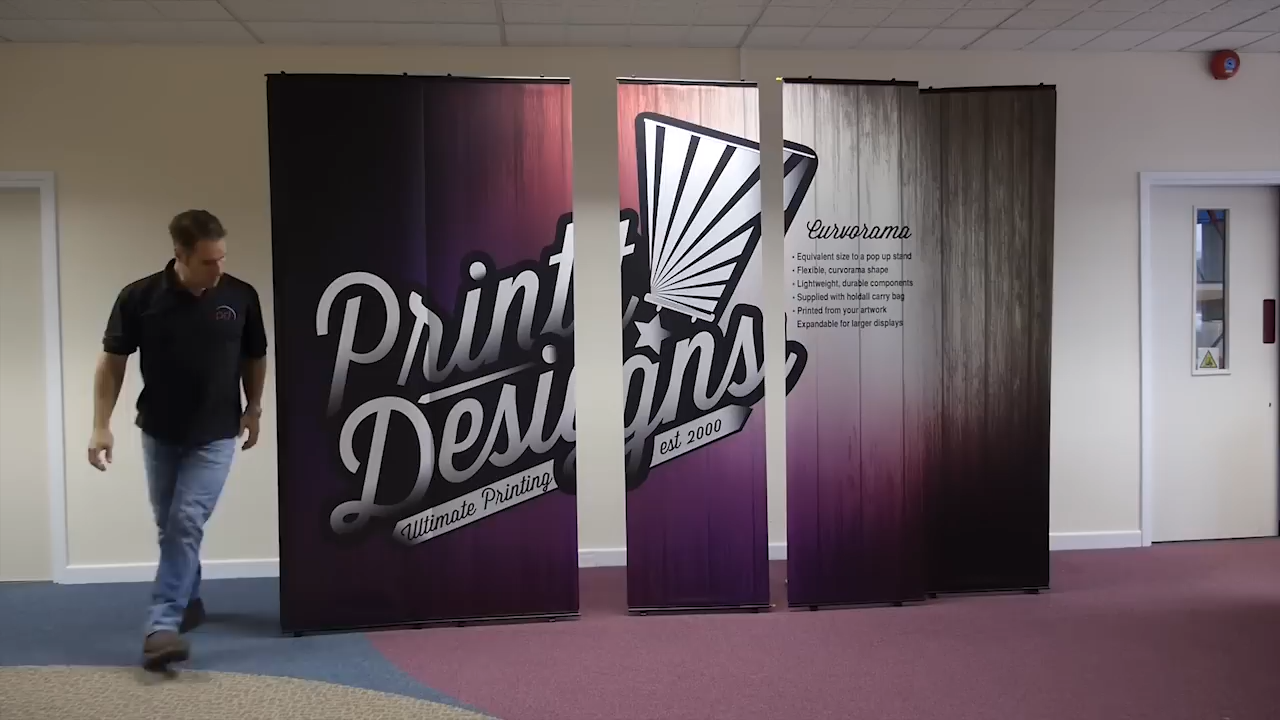 Printy
Designs
Ultimate Printing
est 2000
Curvorama
• Equivalent size to a pop up stand
• Flexible, curvorama shape
• Lightweight, durable components
• Supplied with holdall carry bag
• Printed from your artwork
Expandable for larger displays
pd